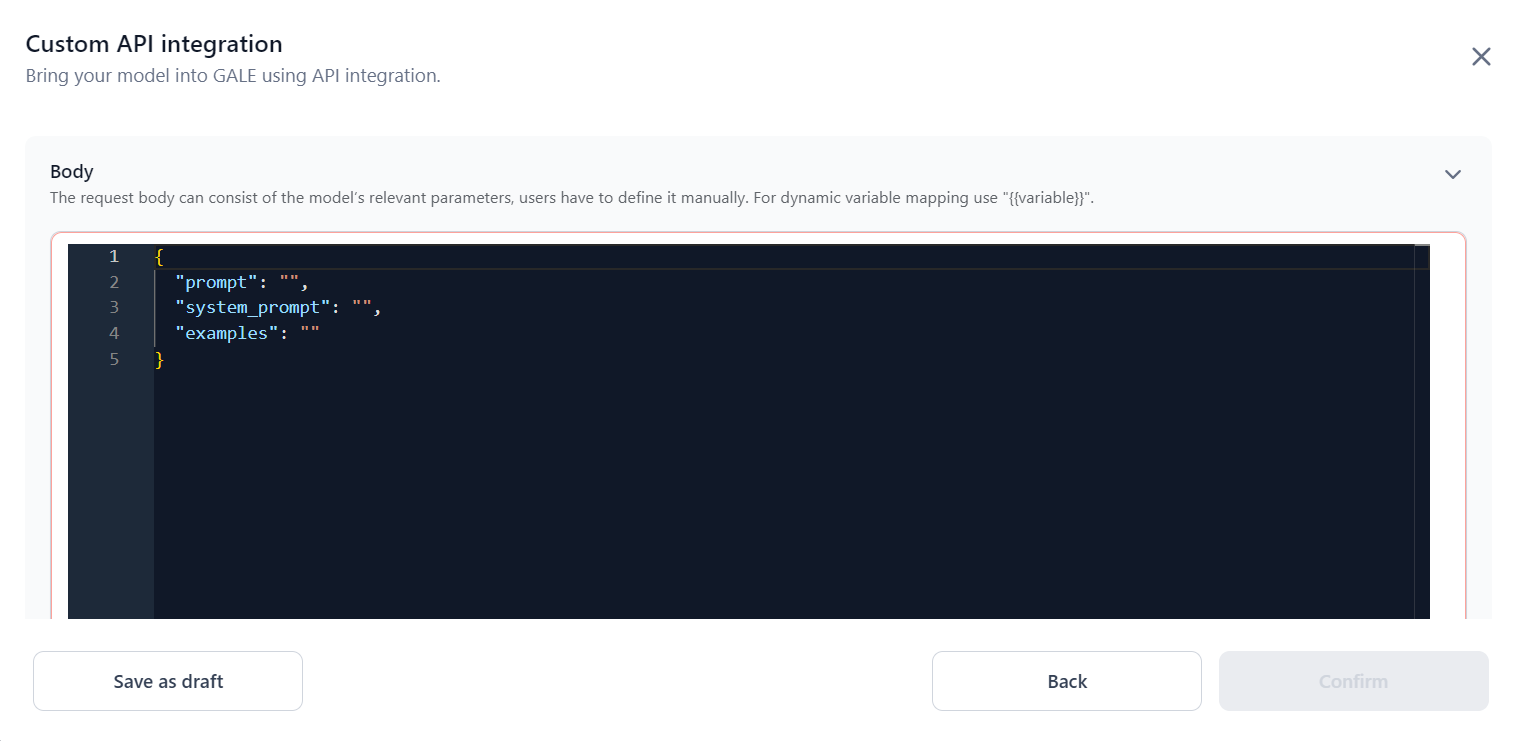 Custom API integration
Bring your model into GALE using API integration.
Body
The request body can consist of the model’s relevant parameters, users have to define it manually. For dynamic variable mapping use "{{variable}}".
1 {
2 "prompt": "",
3 "system_prompt": "",
4 "examples": ""
5 }
Save as draft
Back
Confirm